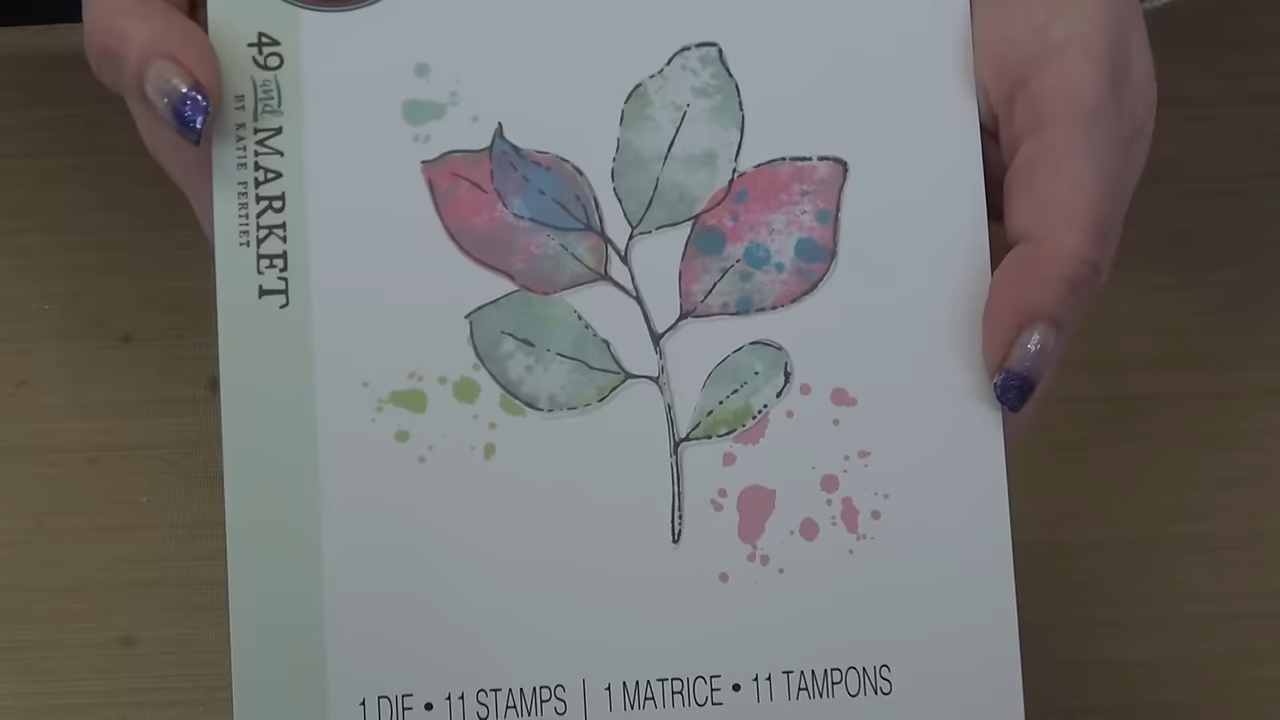 49 and MARKET
BY KATIE PERTIET
1 DIE • 11 STAMPS | 1 MATRICE • 11 TAMPONS